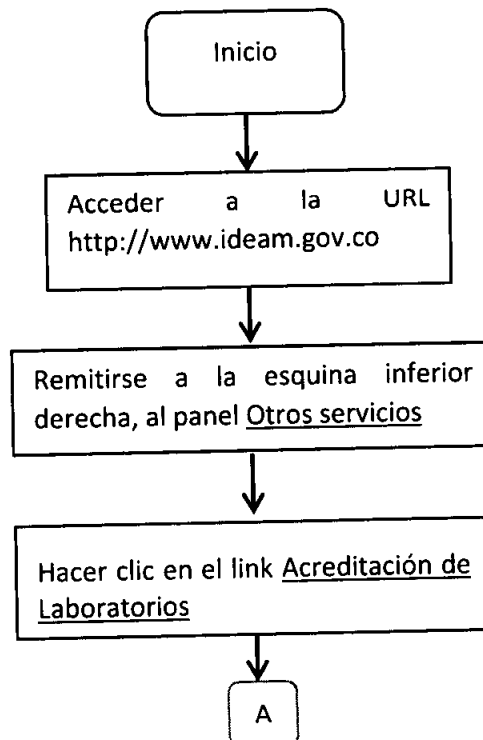 Inicio
Acceder a la URL
http://www.ideam.gov.co
Remitirse a la esquina inferior
derecha, al panel Otros servicios
Hacer clic en el link Acreditación de
Laboratorios
A